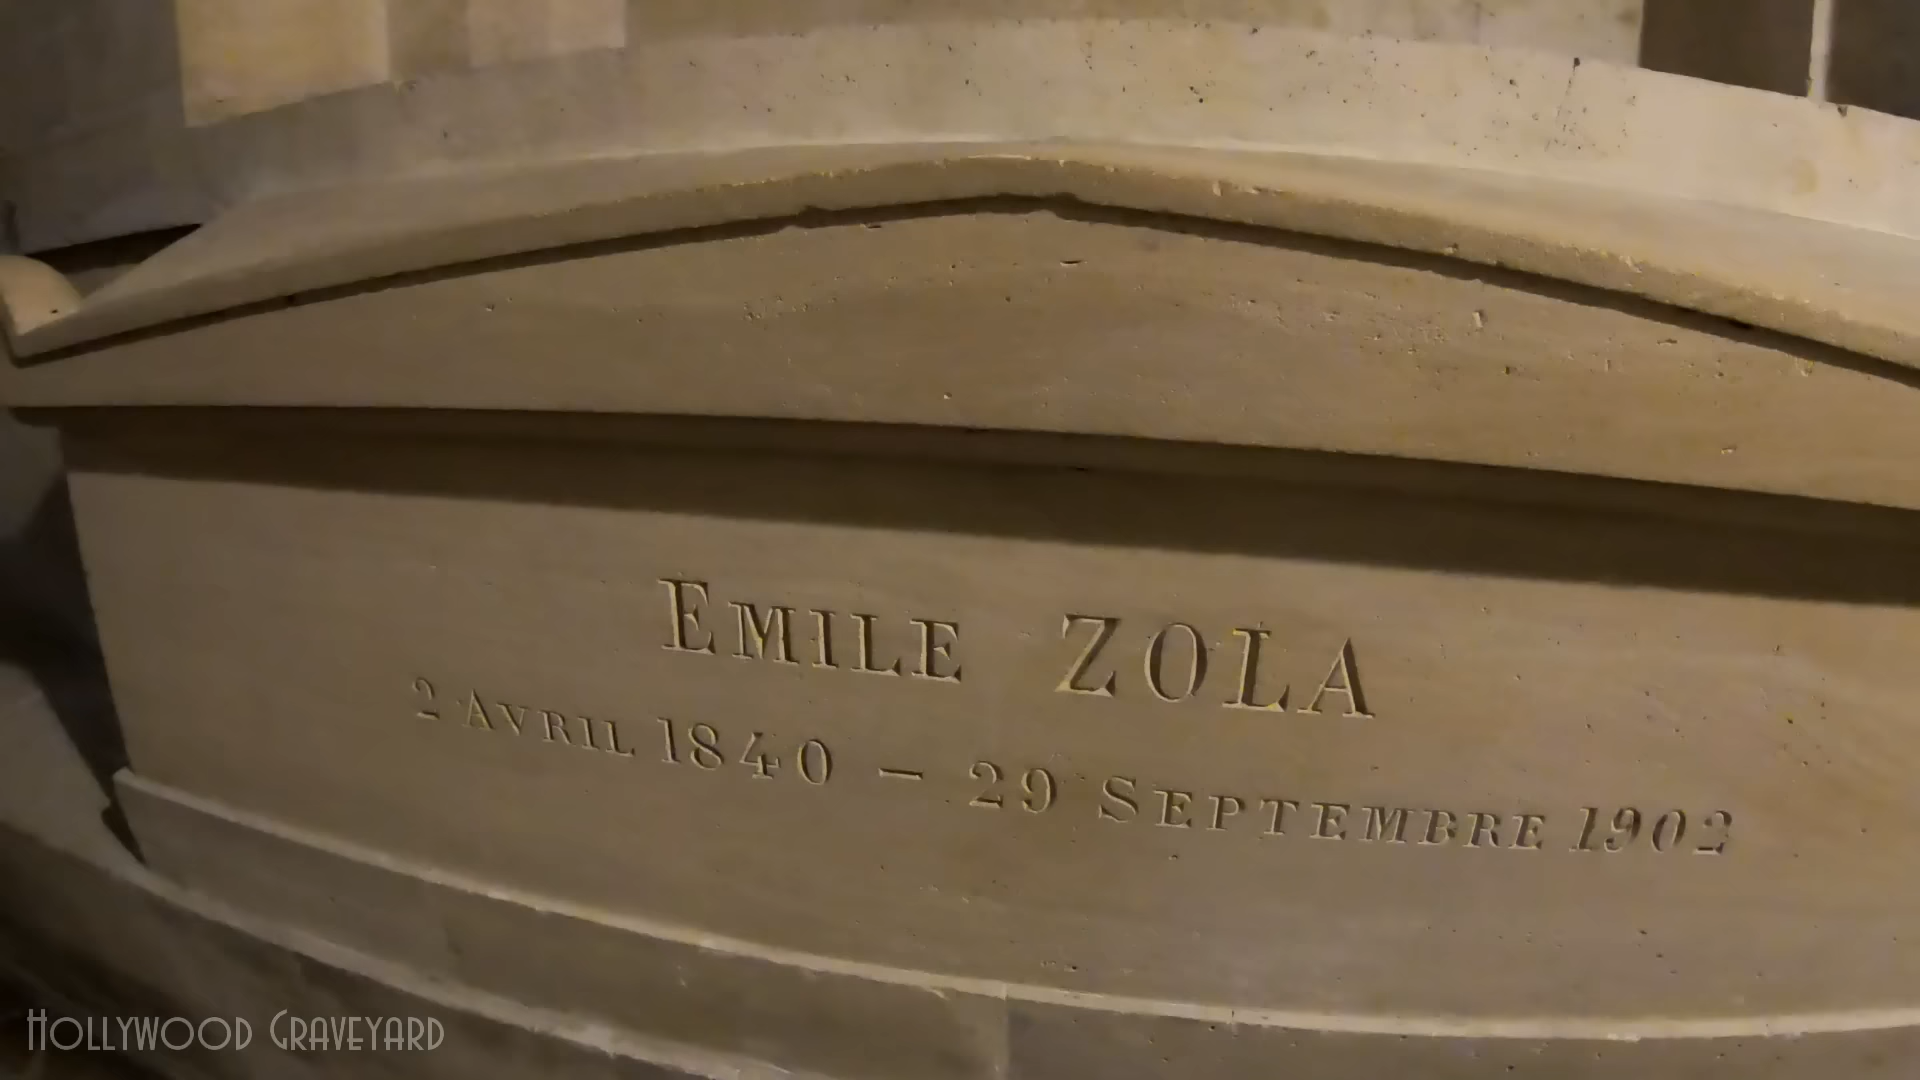 EMILE ZOLA
2 AVRIL 1840 – 29 SEPTEMBRE 1902
HOLLYWOOD GRAVEYARD